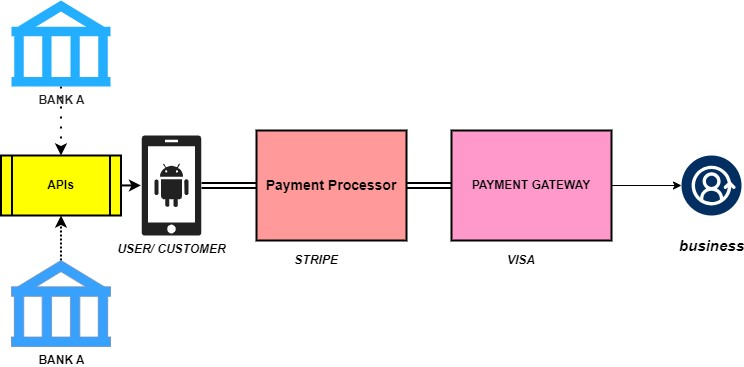 BANK A
APIs
Payment Processor
PAYMENT GATEWAY
USER/ CUSTOMER
STRIPE
VISA
business
BANK A